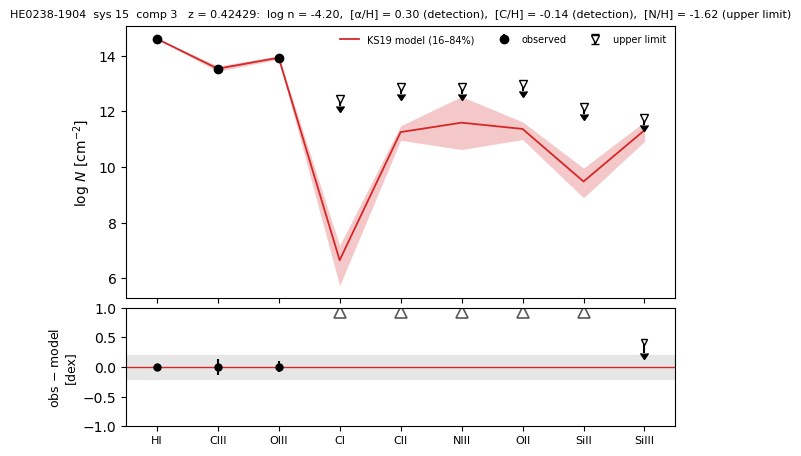 HE0238-1904  sys 15  comp 3   z = 0.42429:  log n = -4.20,  [α/H] = 0.30 (detection),  [C/H] = -0.14 (detection),  [N/H] = -1.62 (upper limit)
KS19 model (16–84%)
observed
upper limit
log N [cm⁻²]
14
12
10
8
6
obs − model
[dex]
1.0
0.5
0.0
−0.5
−1.0
HI
CIII
OIII
CI
CII
NIII
OII
SiII
SiIII